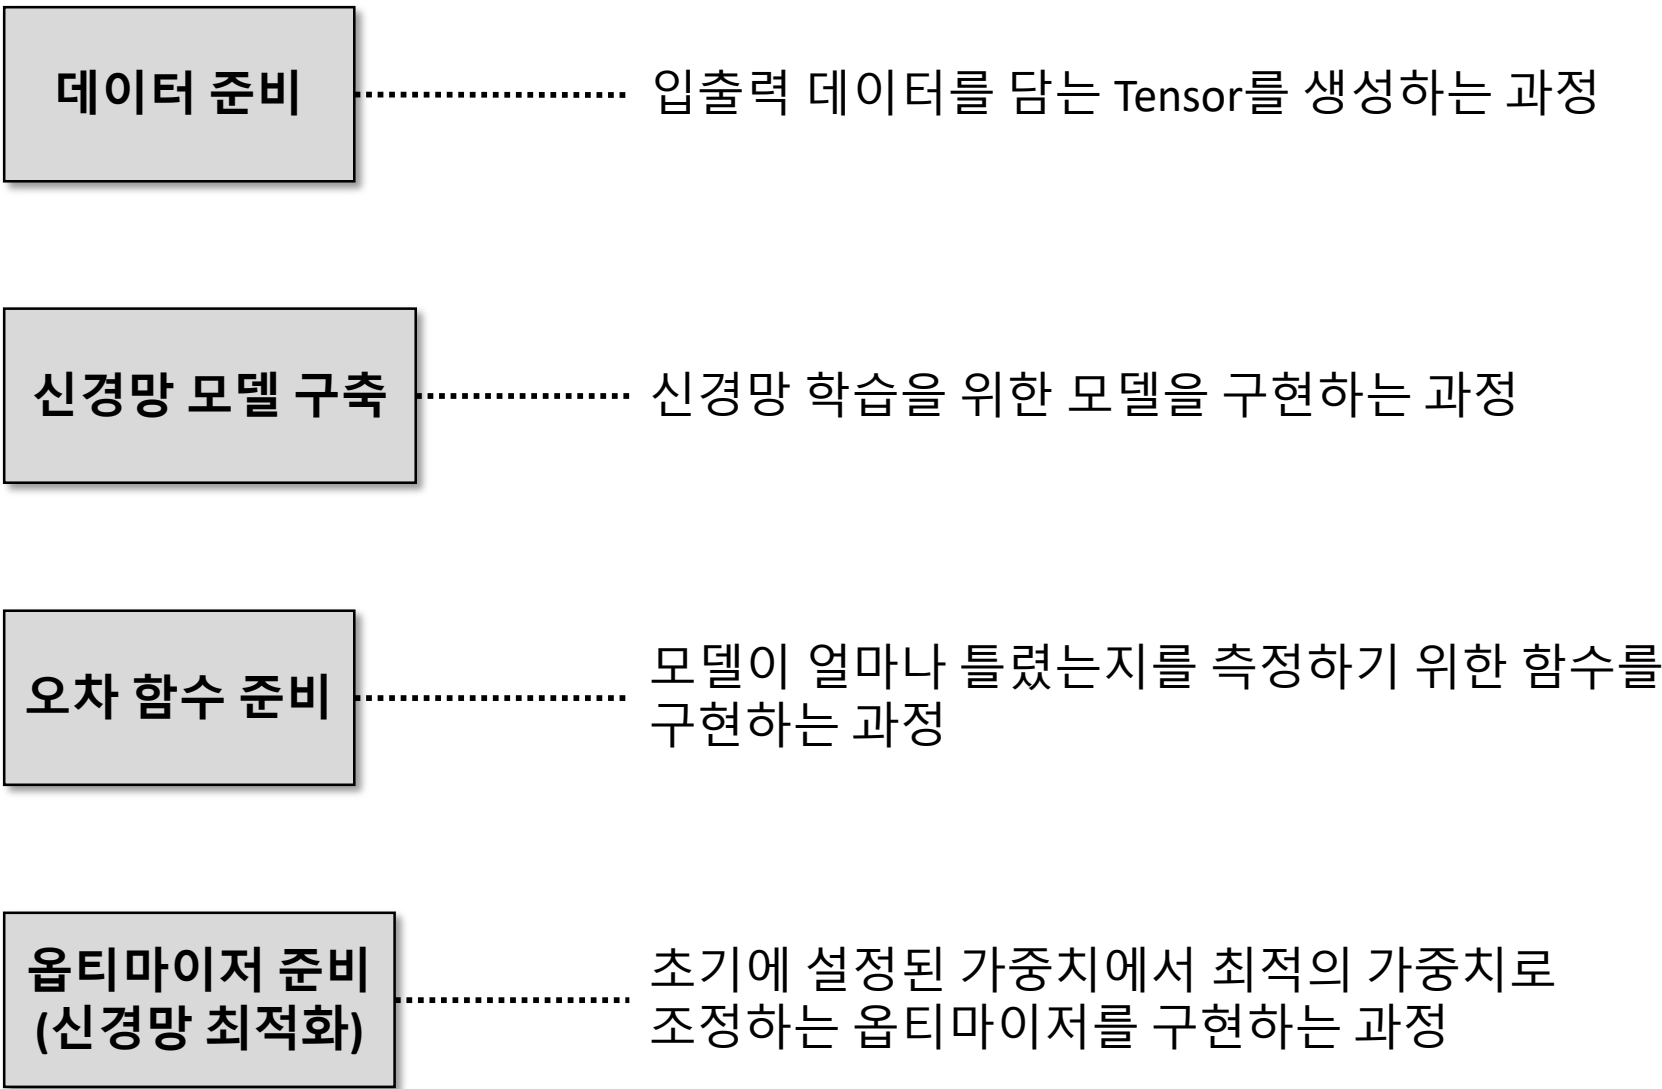 데이터 준비
입출력 데이터를 담는 Tensor를 생성하는 과정
신경망 모델 구축
신경망 학습을 위한 모델을 구현하는 과정
오차 함수 준비
모델이 얼마나 틀렸는지를 측정하기 위한 함수를
구현하는 과정
옵티마이저 준비
(신경망 최적화)
초기에 설정된 가중치에서 최적의 가중치로
조정하는 옵티마이저를 구현하는 과정